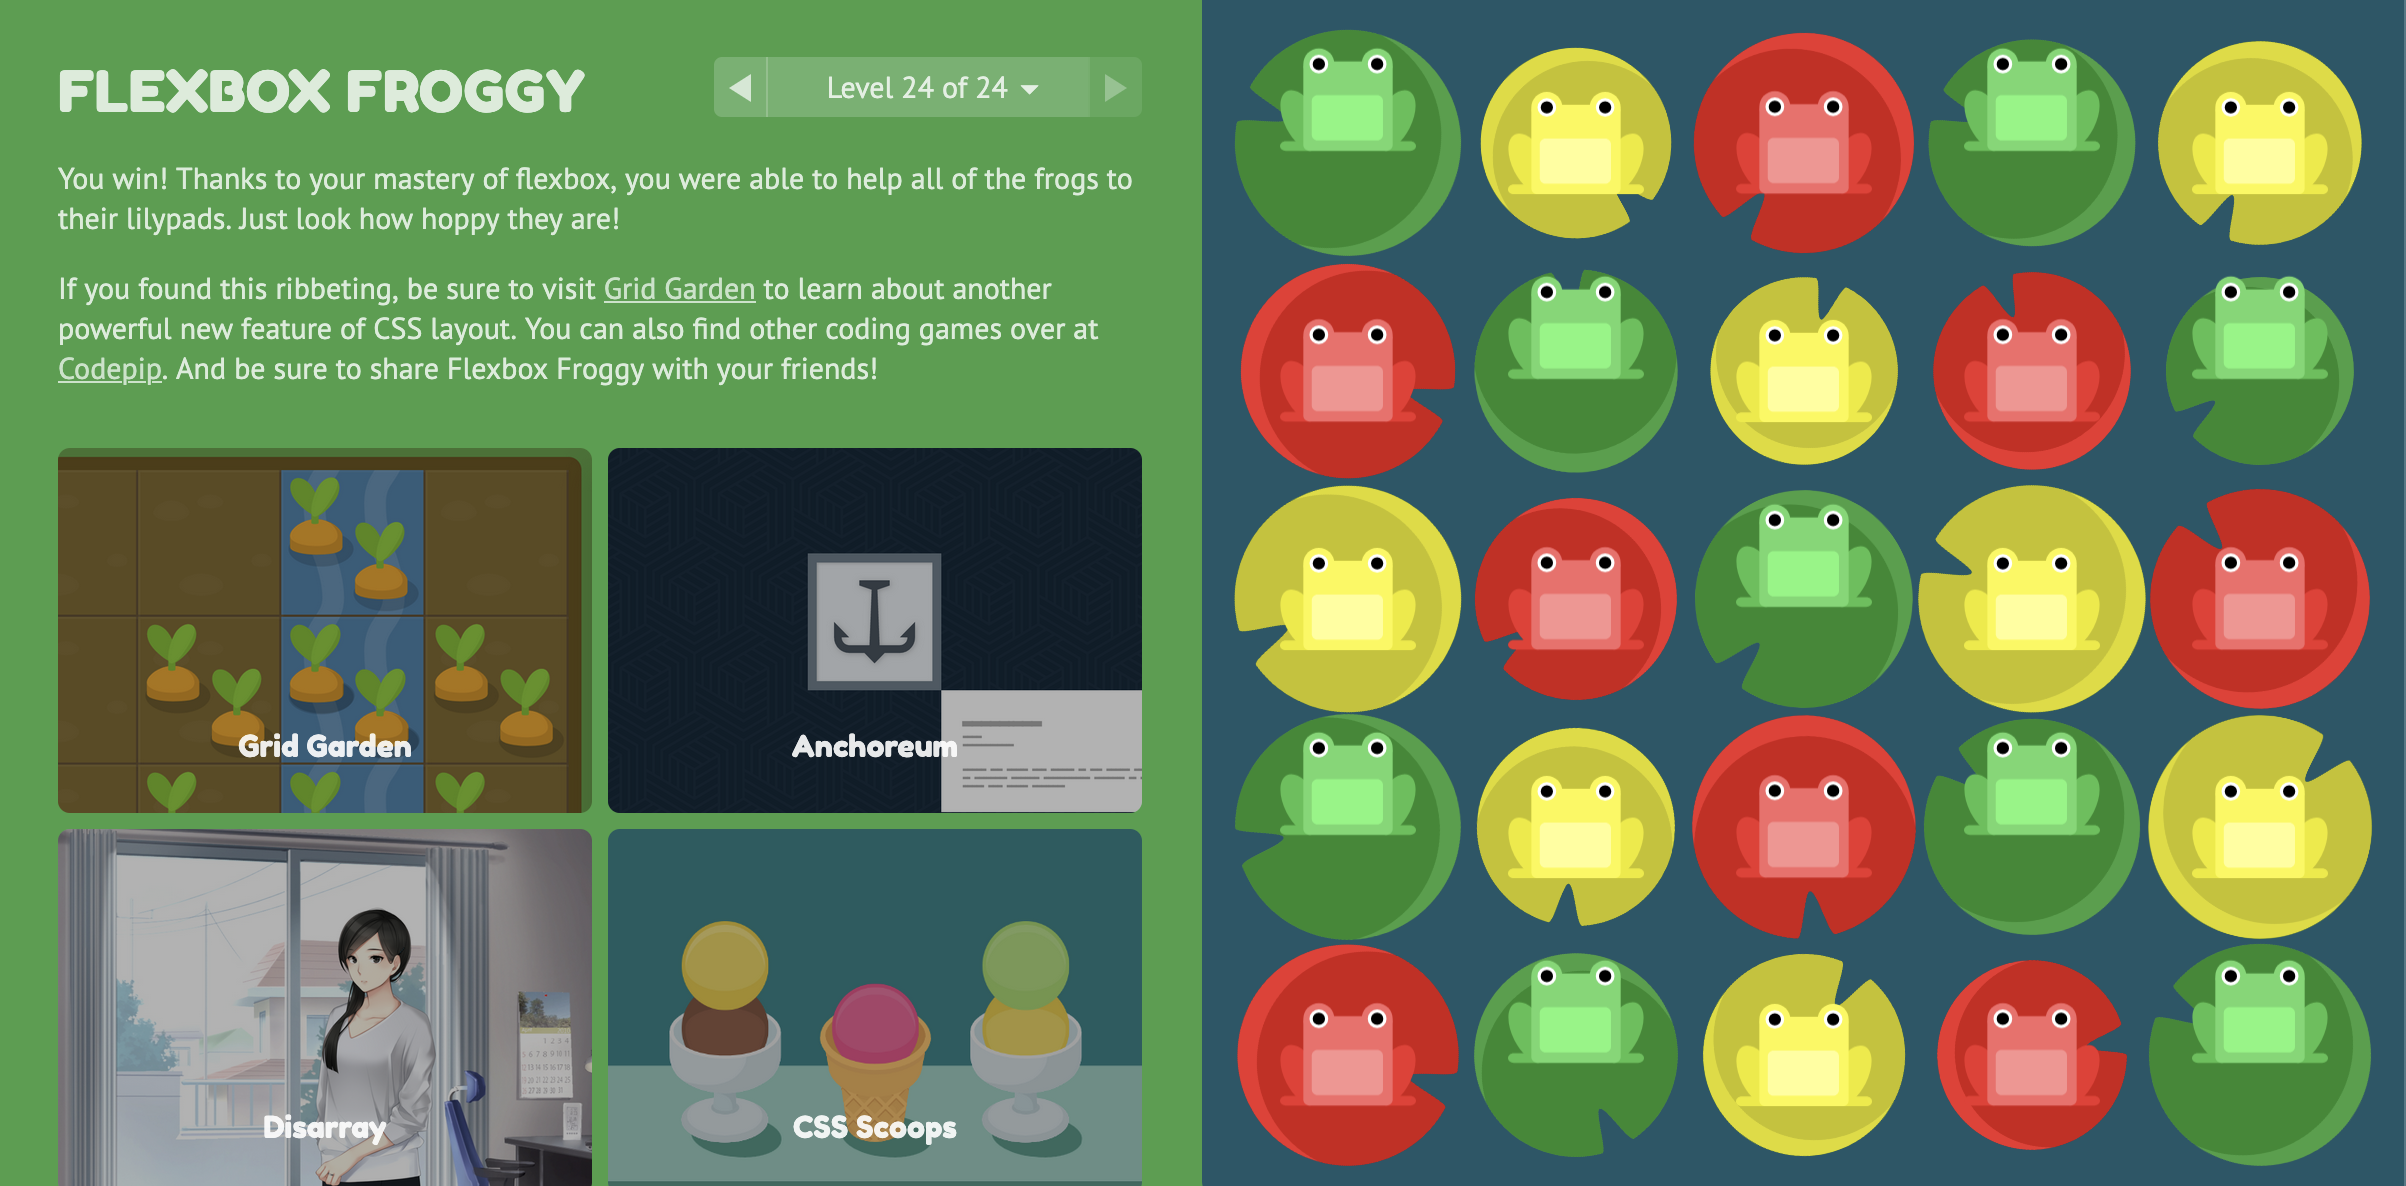 FLEXBOX FROGGY
Level 24 of 24
You win! Thanks to your mastery of flexbox, you were able to help all of the frogs to
their lilypads. Just look how hoppy they are!
If you found this ribbeting, be sure to visit Grid Garden to learn about another
powerful new feature of CSS layout. You can also find other coding games over at
Codepip. And be sure to share Flexbox Froggy with your friends!
Grid Garden
Anchoreum
Disarray
CSS Scoops